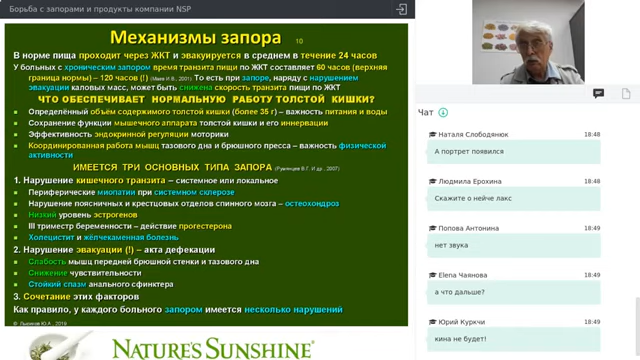 Борьба с запорами и продукты компании NSP
Механизмы запора 10
В норме пища проходит через ЖКТ и эвакуируется в среднем в течение 24 часов
У больных с хроническим запором время транзита пищи по ЖКТ составляет 60 часов (верхняя
граница нормы) – 120 часов (!) (Маев И.В., 2001) То есть при запоре, наряду с нарушением
эвакуации каловых масс, может быть снижена скорость транзита пищи по ЖКТ
ЧТО ОБЕСПЕЧИВАЕТ НОРМАЛЬНУЮ РАБОТУ ТОЛСТОЙ КИШКИ?
Определённый объём содержимого толстой кишки (более 35 г) – важность питания и воды
Сохранение функции мышечного аппарата толстой кишки и его иннервации
Эффективность эндокринной регуляции моторики
Координированная работа мышц тазового дна и брюшного пресса – важность физической
активности
ИМЕЕТСЯ ТРИ ОСНОВНЫХ ТИПА ЗАПОРА (Румянцев В.Г. И др., 2007)
1. Нарушение кишечного транзита – системное или локальное
Периферические миопатии при системном склерозе
Нарушение поясничных и крестцовых отделов спинного мозга – остеохондроз
Низкий уровень эстрогенов
III триместр беременности – действие прогестерона
Холецистит и жёлчекаменная болезнь
2. Нарушение эвакуации (!) – акта дефекации
Слабость мышц передней брюшной стенки и тазового дна
Снижение чувствительности
Стойкий спазм анального сфинктера
3. Сочетание этих факторов
Как правило, у каждого больного запором имеется несколько нарушений
© Лысиков Ю.А., 2016
NATURE'S SUNSHINE®
Чат
Наталя Слободянюк 18:48
А портрет появился
Людмила Ерохина 18:48
Скажите о нейче лакс
Попова Антонина 18:49
нет звука
Elena Чаянова 18:49
а что дальше?
Юрий Куркчи 18:49
кина не будет!